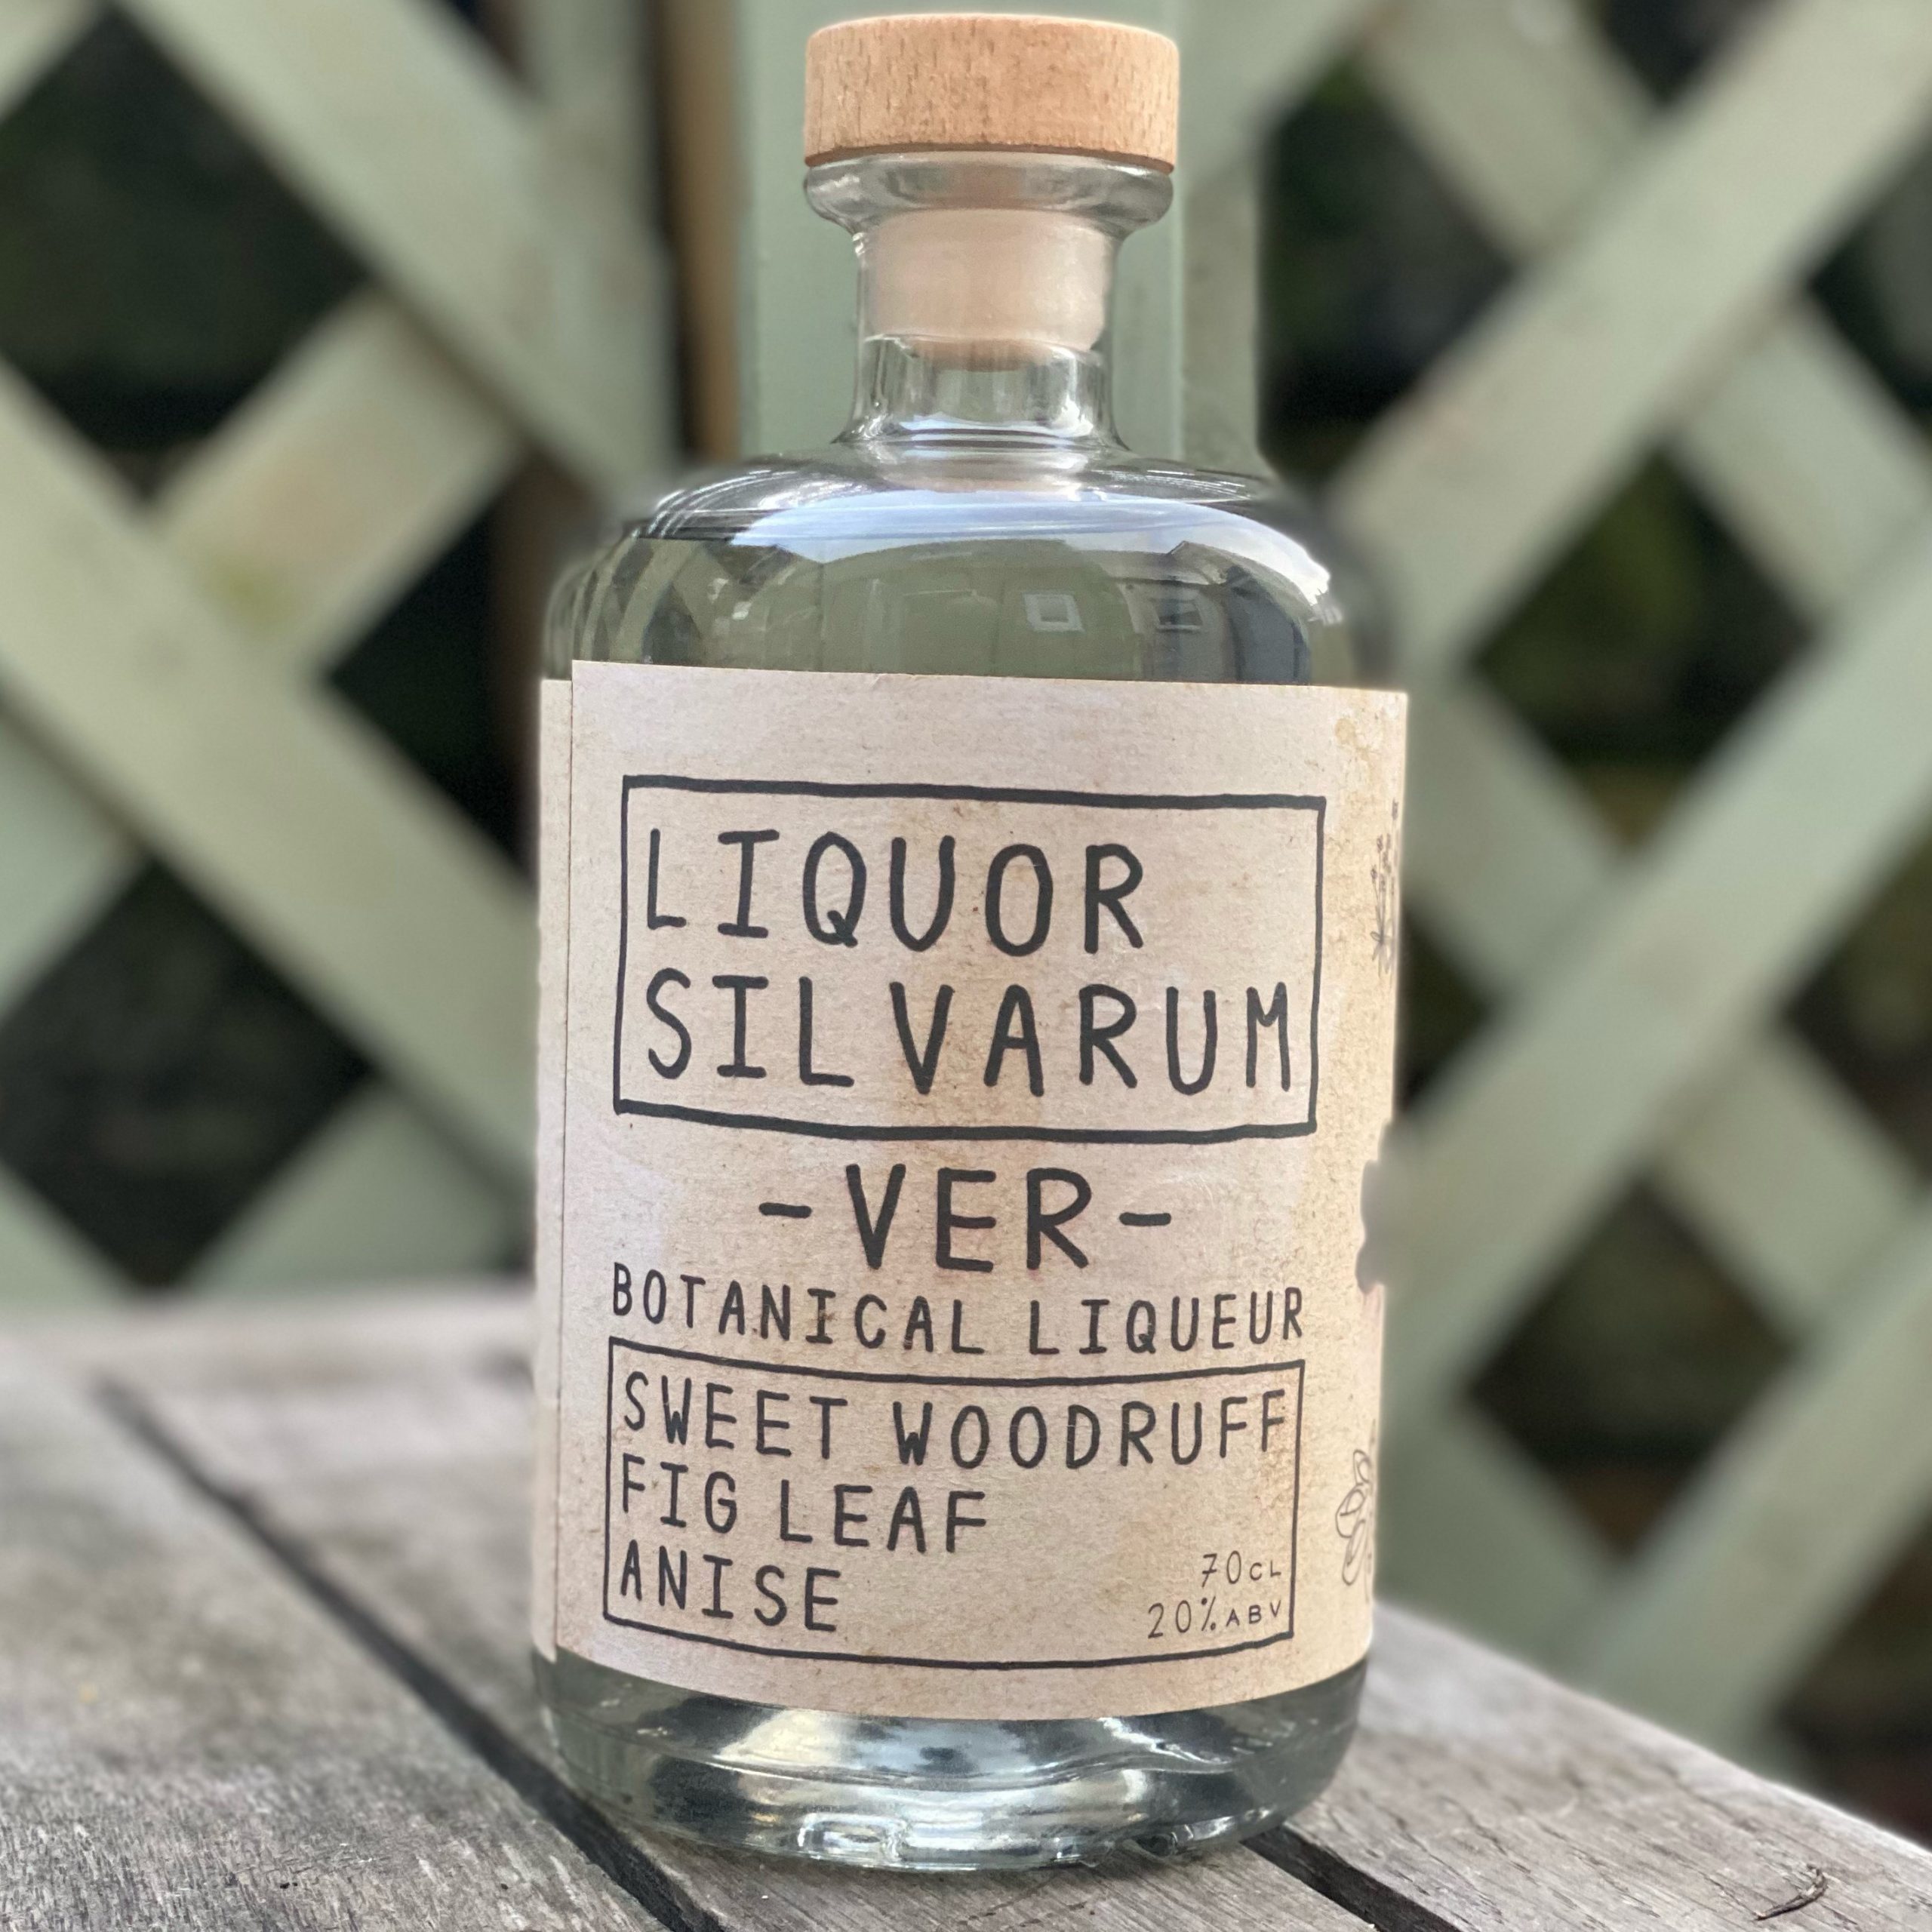 LIQUOR
SILVARUM
-VER-
BOTANICAL LIQUEUR
SWEET WOODRUFF
FIG LEAF
ANISE
70CL
20% ABV